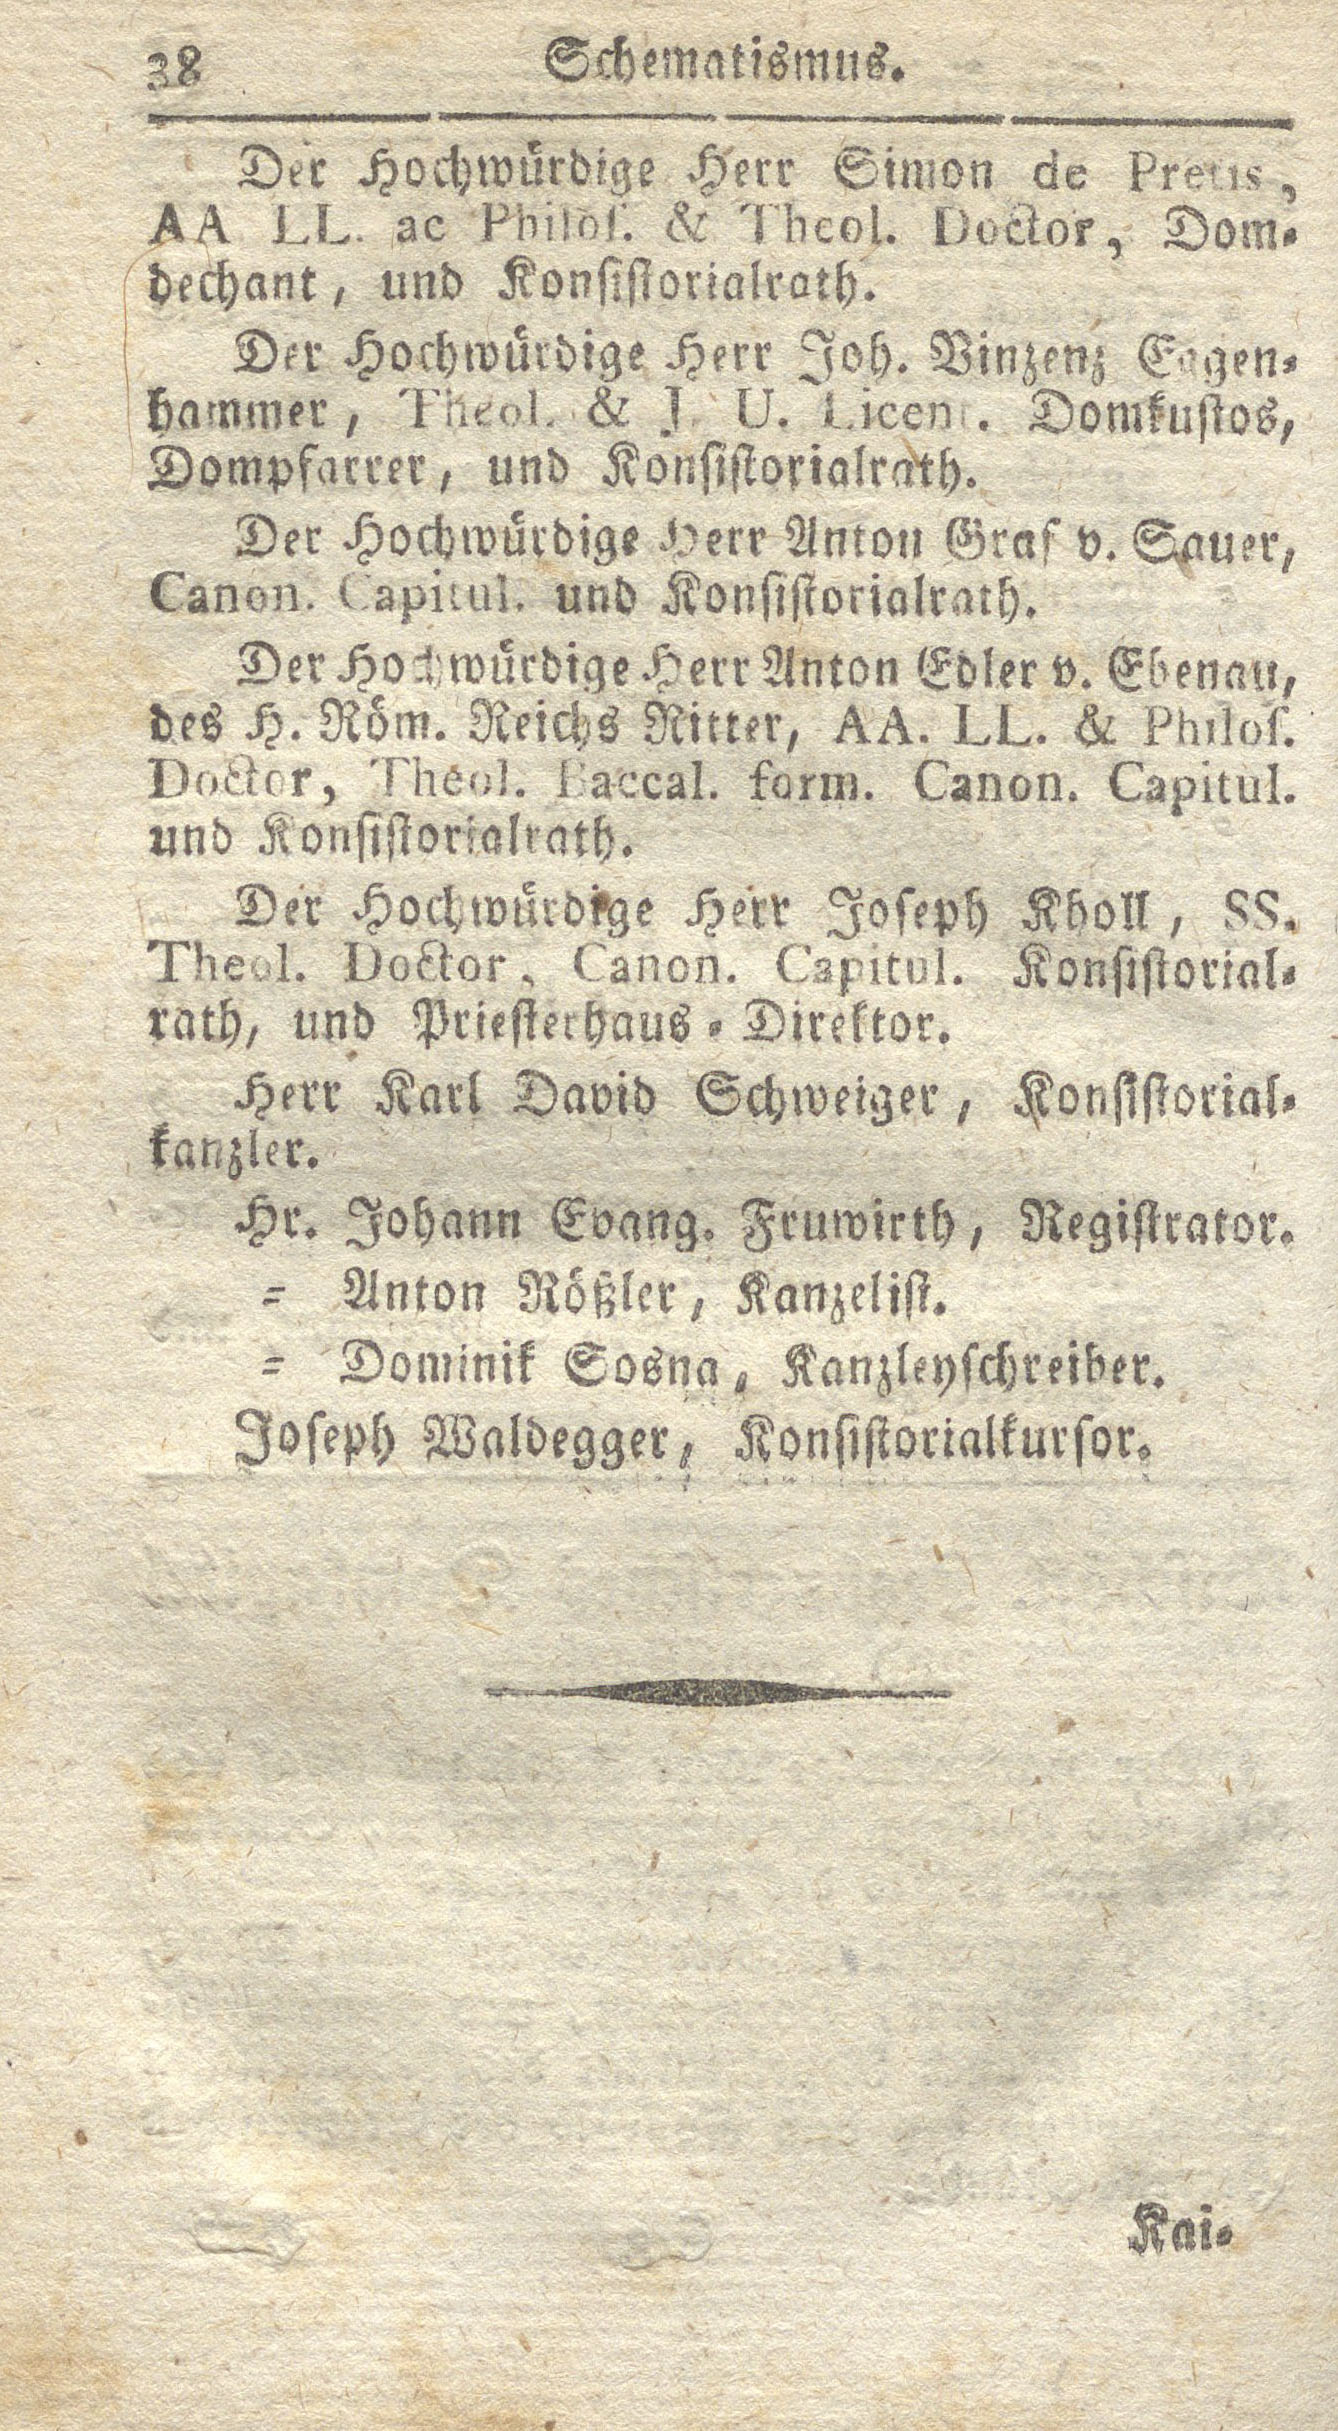 38 Schematismus.
Der Hochwürdige Herr Simon de Pretis,
AA LL. ac Philoſ. & Theol. Doctor, Dom⸗
dechant, und Konſiſtorialrath.
Der Hochwürdige Herr Joh. Vinzenz Eagen⸗
hammer, Theol. & J. U. Licent. Domkuſtos,
Dompfarrer, und Konſiſtorialrath.
Der Hochwürdige Herr Anton Graf v. Sauer,
Canon. Capitul. und Konſiſtorialrath.
Der Hochwürdige Herr Anton Edler v. Ebenau,
des H. Röm. Reichs Ritter, AA. LL. & Philoſ.
Doctor, Theol. Baccal. form. Canon. Capitul.
und Konſiſtorialrath.
Der Hochwürdige Herr Joſeph Kholl, SS.
Theol. Doctor, Canon. Capitul. Konſiſtorial⸗
rath, und Prieſterhaus⸗Direktor.
Herr Karl David Schweiger, Konſiſtorial⸗
kanzler.
Hr. Johann Evang. Fruwirth, Regiſtrator.
= Anton Rößler, Kanzeliſt.
= Dominik Sosna, Kanzleyſchreiber.
Joſeph Waldegger, Konſiſtorialkurſor.
Kai⸗